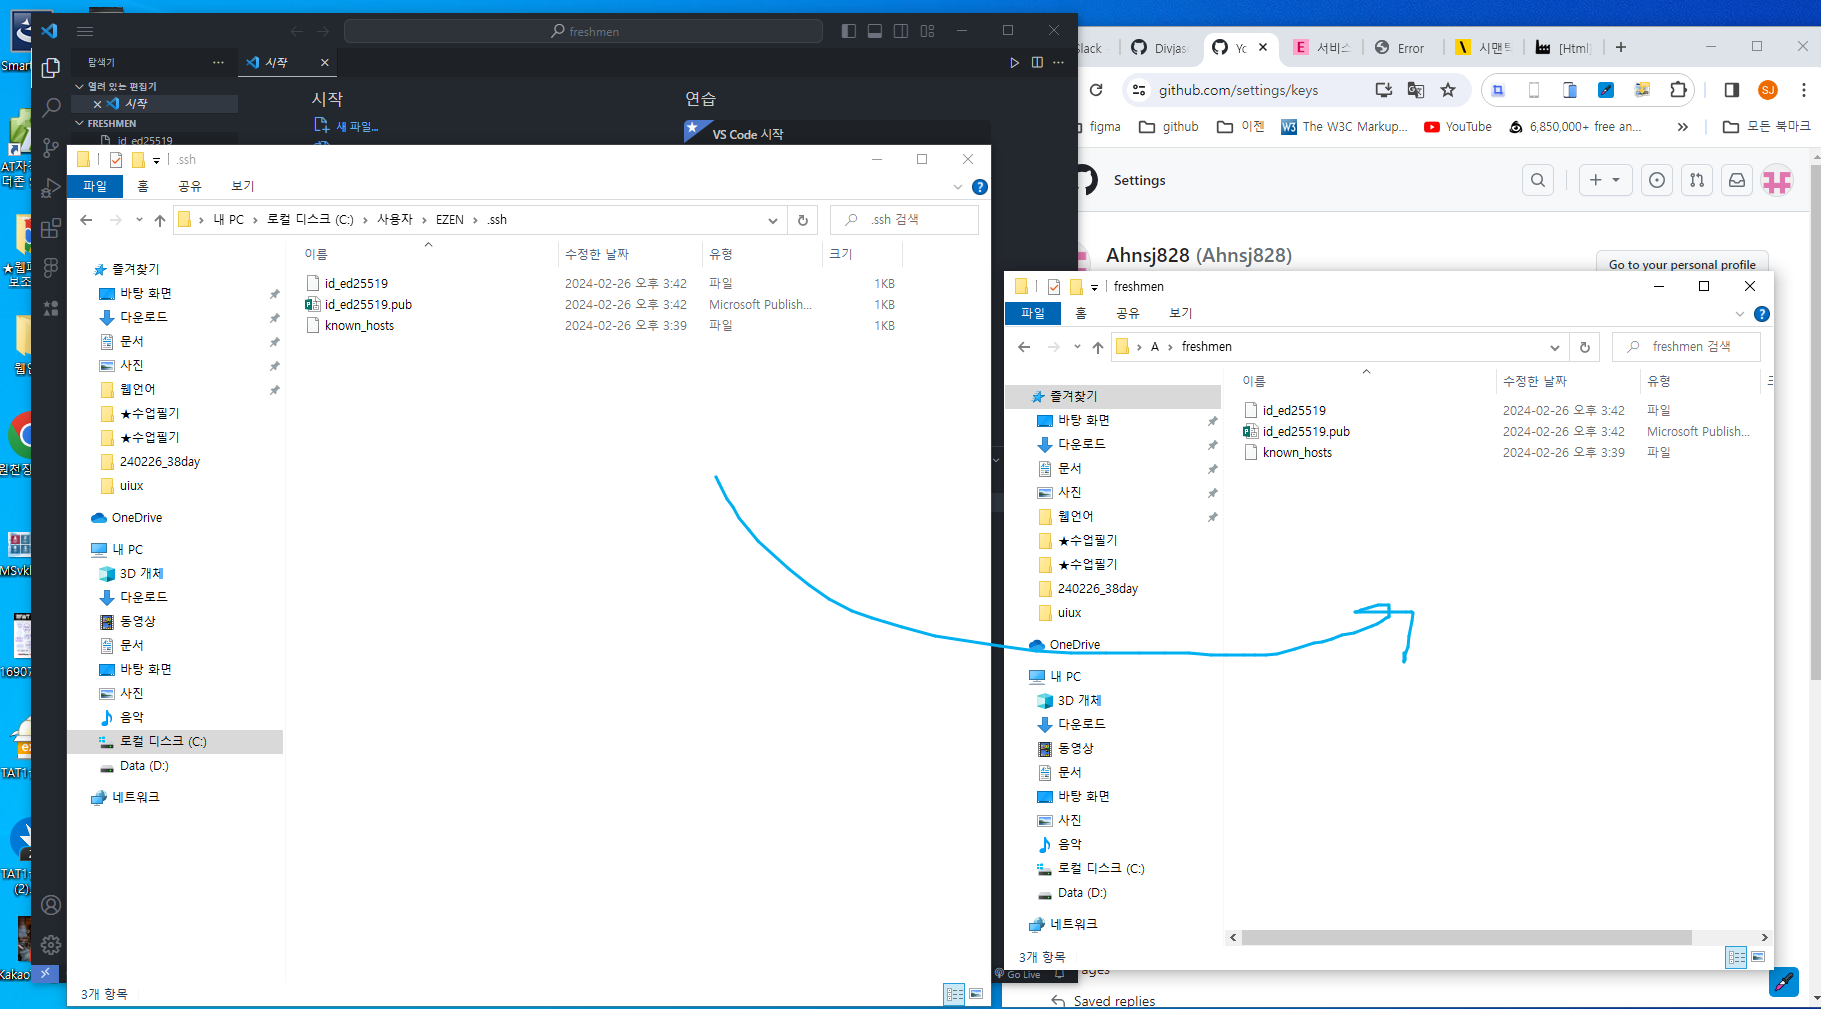 Smart
AT자격
더존
★웹표
보조
웹언
원천징
MSvkl
16907
TAT1
TAT1
(2).
Kakao
freshmen
탐색기
시작
열려 있는 편집기
시작
FRESHMEN
id_ed25519
시작
새 파일...
연습
VS Code 시작
Go Live
.ssh
파일 홈 공유 보기
내 PC > 로컬 디스크 (C:) > 사용자 > EZEN > .ssh
.ssh 검색
이름 수정한 날짜 유형 크기
id_ed25519 2024-02-26 오후 3:42 파일 1KB
id_ed25519.pub 2024-02-26 오후 3:42 Microsoft Publish... 1KB
known_hosts 2024-02-26 오후 3:39 파일 1KB
즐겨찾기
바탕 화면
다운로드
문서
사진
웹언어
★수업필기
★수업필기
240226_38day
uiux
OneDrive
내 PC
3D 개체
다운로드
동영상
문서
바탕 화면
사진
음악
로컬 디스크 (C:)
Data (D:)
네트워크
3개 항목
slack
Divjas
Yo
서비스
Error
시맨틱
[Html]
github.com/settings/keys
SJ
figma
github
이젠
The W3C Markup...
YouTube
6,850,000+ free an...
모든 북마크
Settings
Ahnsj828 (Ahnsj828)
Go to your personal profile
freshmen
파일 홈 공유 보기
A > freshmen
freshmen 검색
이름 수정한 날짜 유형
id_ed25519 2024-02-26 오후 3:42 파일
id_ed25519.pub 2024-02-26 오후 3:42 Microsoft Publish...
known_hosts 2024-02-26 오후 3:39 파일
즐겨찾기
바탕 화면
다운로드
문서
사진
웹언어
★수업필기
★수업필기
240226_38day
uiux
OneDrive
내 PC
3D 개체
다운로드
동영상
문서
바탕 화면
사진
음악
로컬 디스크 (C:)
Data (D:)
네트워크
3개 항목
ages
Saved replies